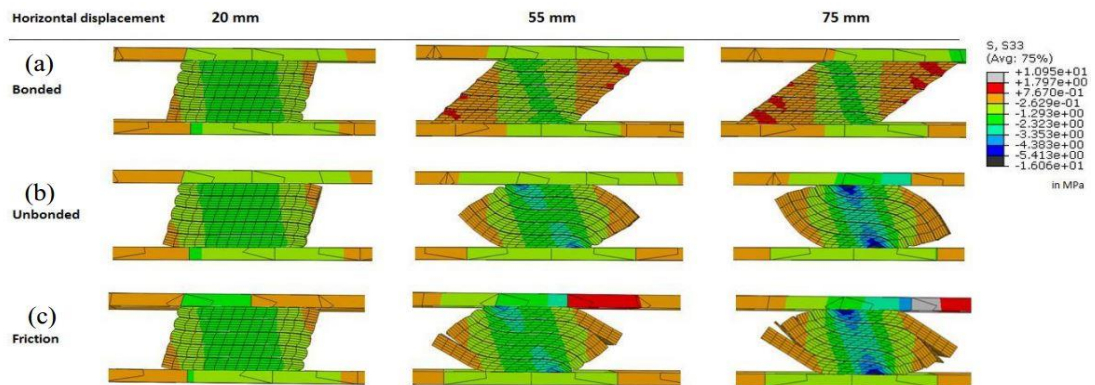 Horizontal displacement 20 mm 55 mm 75 mm
(a)
Bonded
S, S33
(Avg: 75%)
+1.095e+01
+1.797e+00
+7.670e-01
-2.629e-01
-1.293e+00
-2.323e+00
-3.353e+00
-4.383e+00
-5.413e+00
-1.606e+01
in MPa
(b)
Unbonded
(c)
Friction